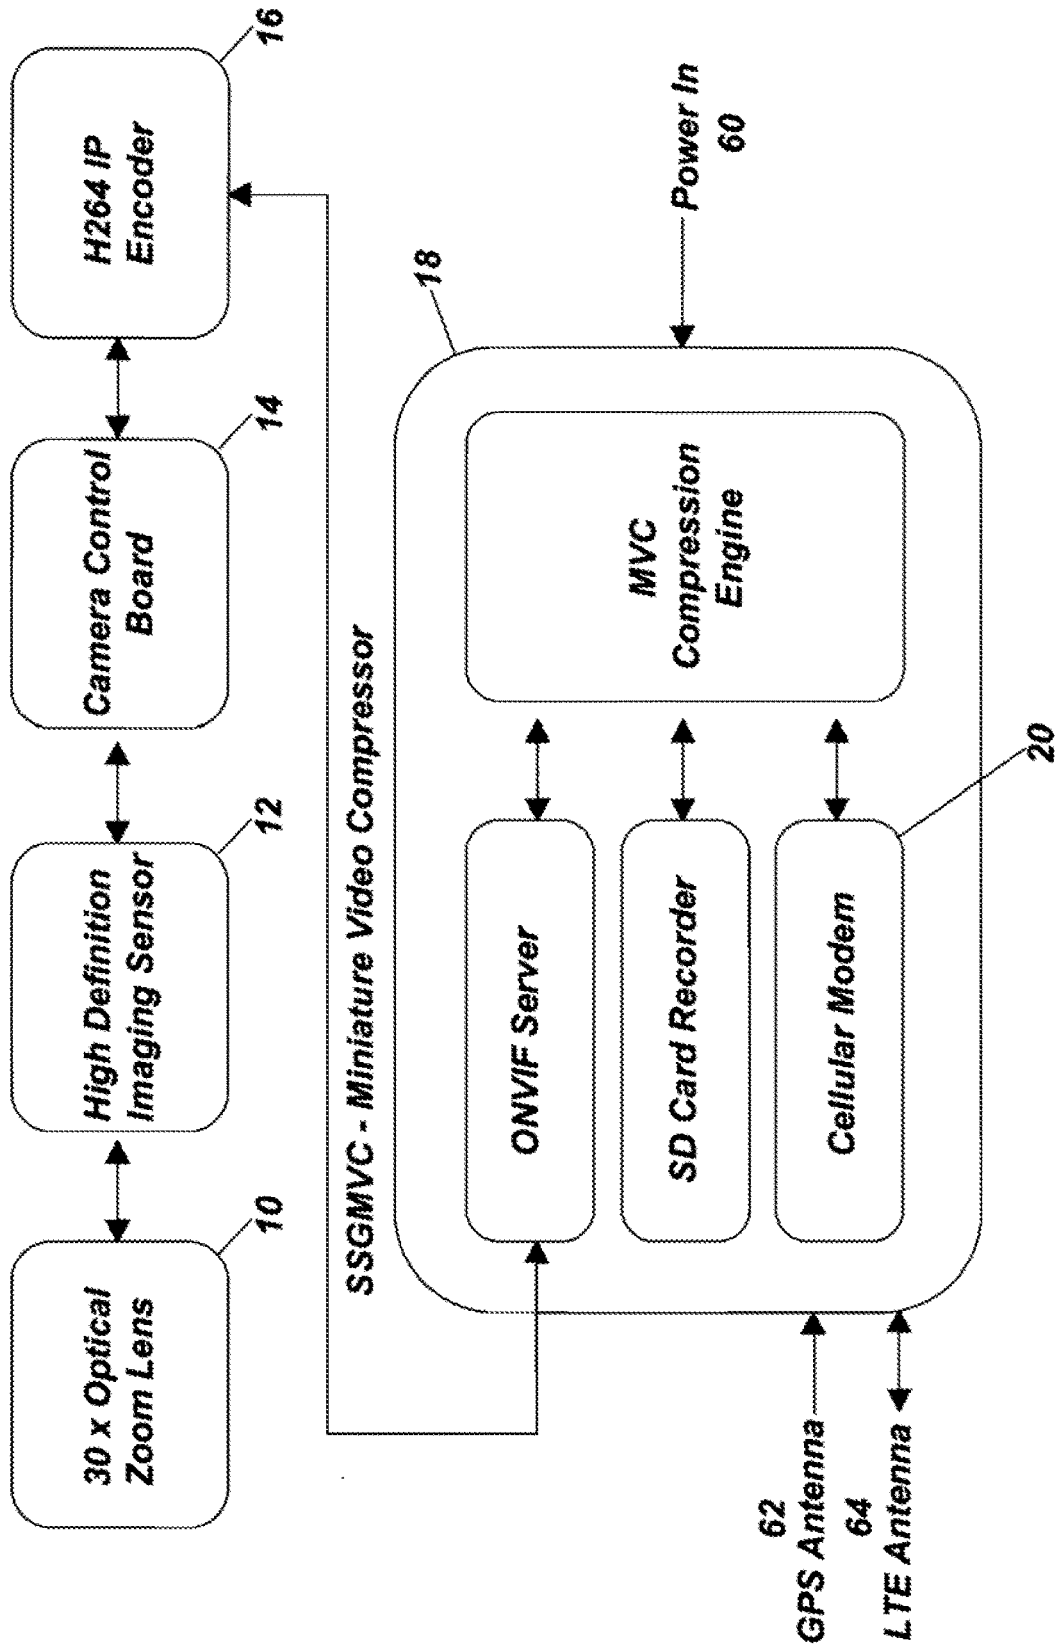 30 x Optical
Zoom Lens
10
High Definition
Imaging Sensor
12
Camera Control
Board
14
H264 IP
Encoder
16
SSGMVC - Miniature Video Compressor
18
ONVIF Server
SD Card Recorder
Cellular Modem
20
MVC
Compression
Engine
Power In
60
62
GPS Antenna
64
LTE Antenna